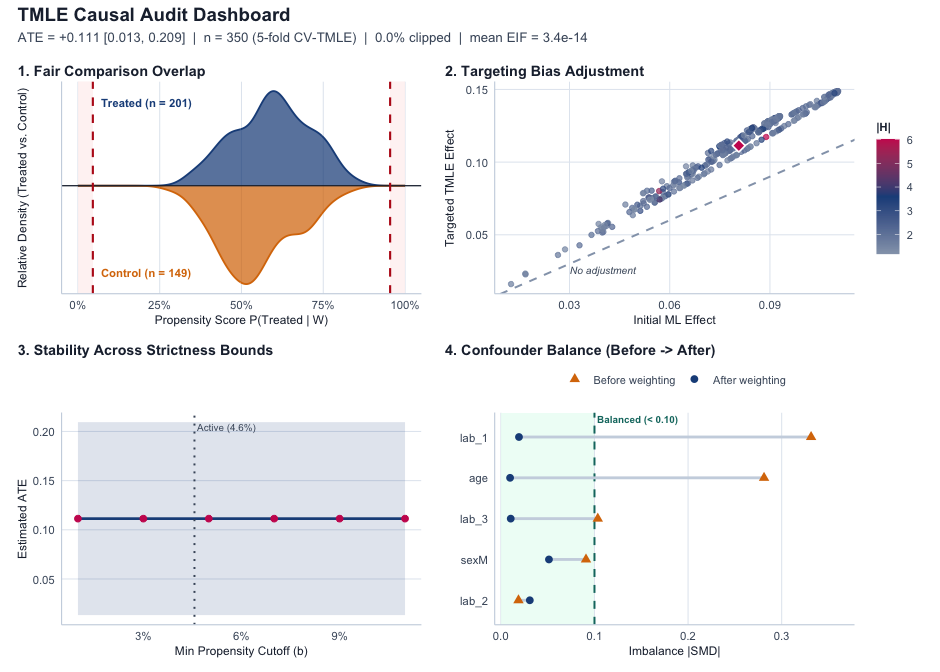 TMLE Causal Audit Dashboard
ATE = +0.111 [0.013, 0.209] | n = 350 (5-fold CV-TMLE) | 0.0% clipped | mean EIF = 3.4e-14
1. Fair Comparison Overlap
Relative Density (Treated vs. Control)
Treated (n = 201)
Control (n = 149)
0% 25% 50% 75% 100%
Propensity Score P(Treated | W)
2. Targeting Bias Adjustment
Targeted TMLE Effect
0.15
0.10
0.05
No adjustment
0.03 0.06 0.09
Initial ML Effect
|H|
6
5
4
3
2
3. Stability Across Strictness Bounds
Estimated ATE
0.20
0.15
0.10
0.05
Active (4.6%)
3% 6% 9%
Min Propensity Cutoff (b)
4. Confounder Balance (Before -> After)
Before weighting After weighting
Balanced (< 0.10)
lab_1
age
lab_3
sexM
lab_2
0.0 0.1 0.2 0.3
Imbalance |SMD|